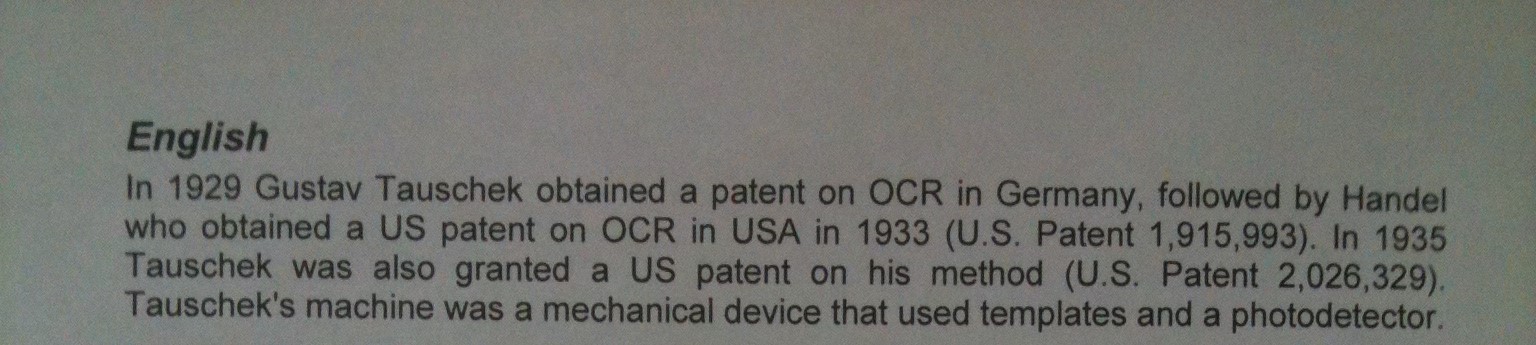 English
In 1929 Gustav Tauschek obtained a patent on OCR in Germany, followed by Handel
who obtained a US patent on OCR in USA in 1933 (U.S. Patent 1,915,993). In 1935
Tauschek was also granted a US patent on his method (U.S. Patent 2,026,329).
Tauschek's machine was a mechanical device that used templates and a photodetector.